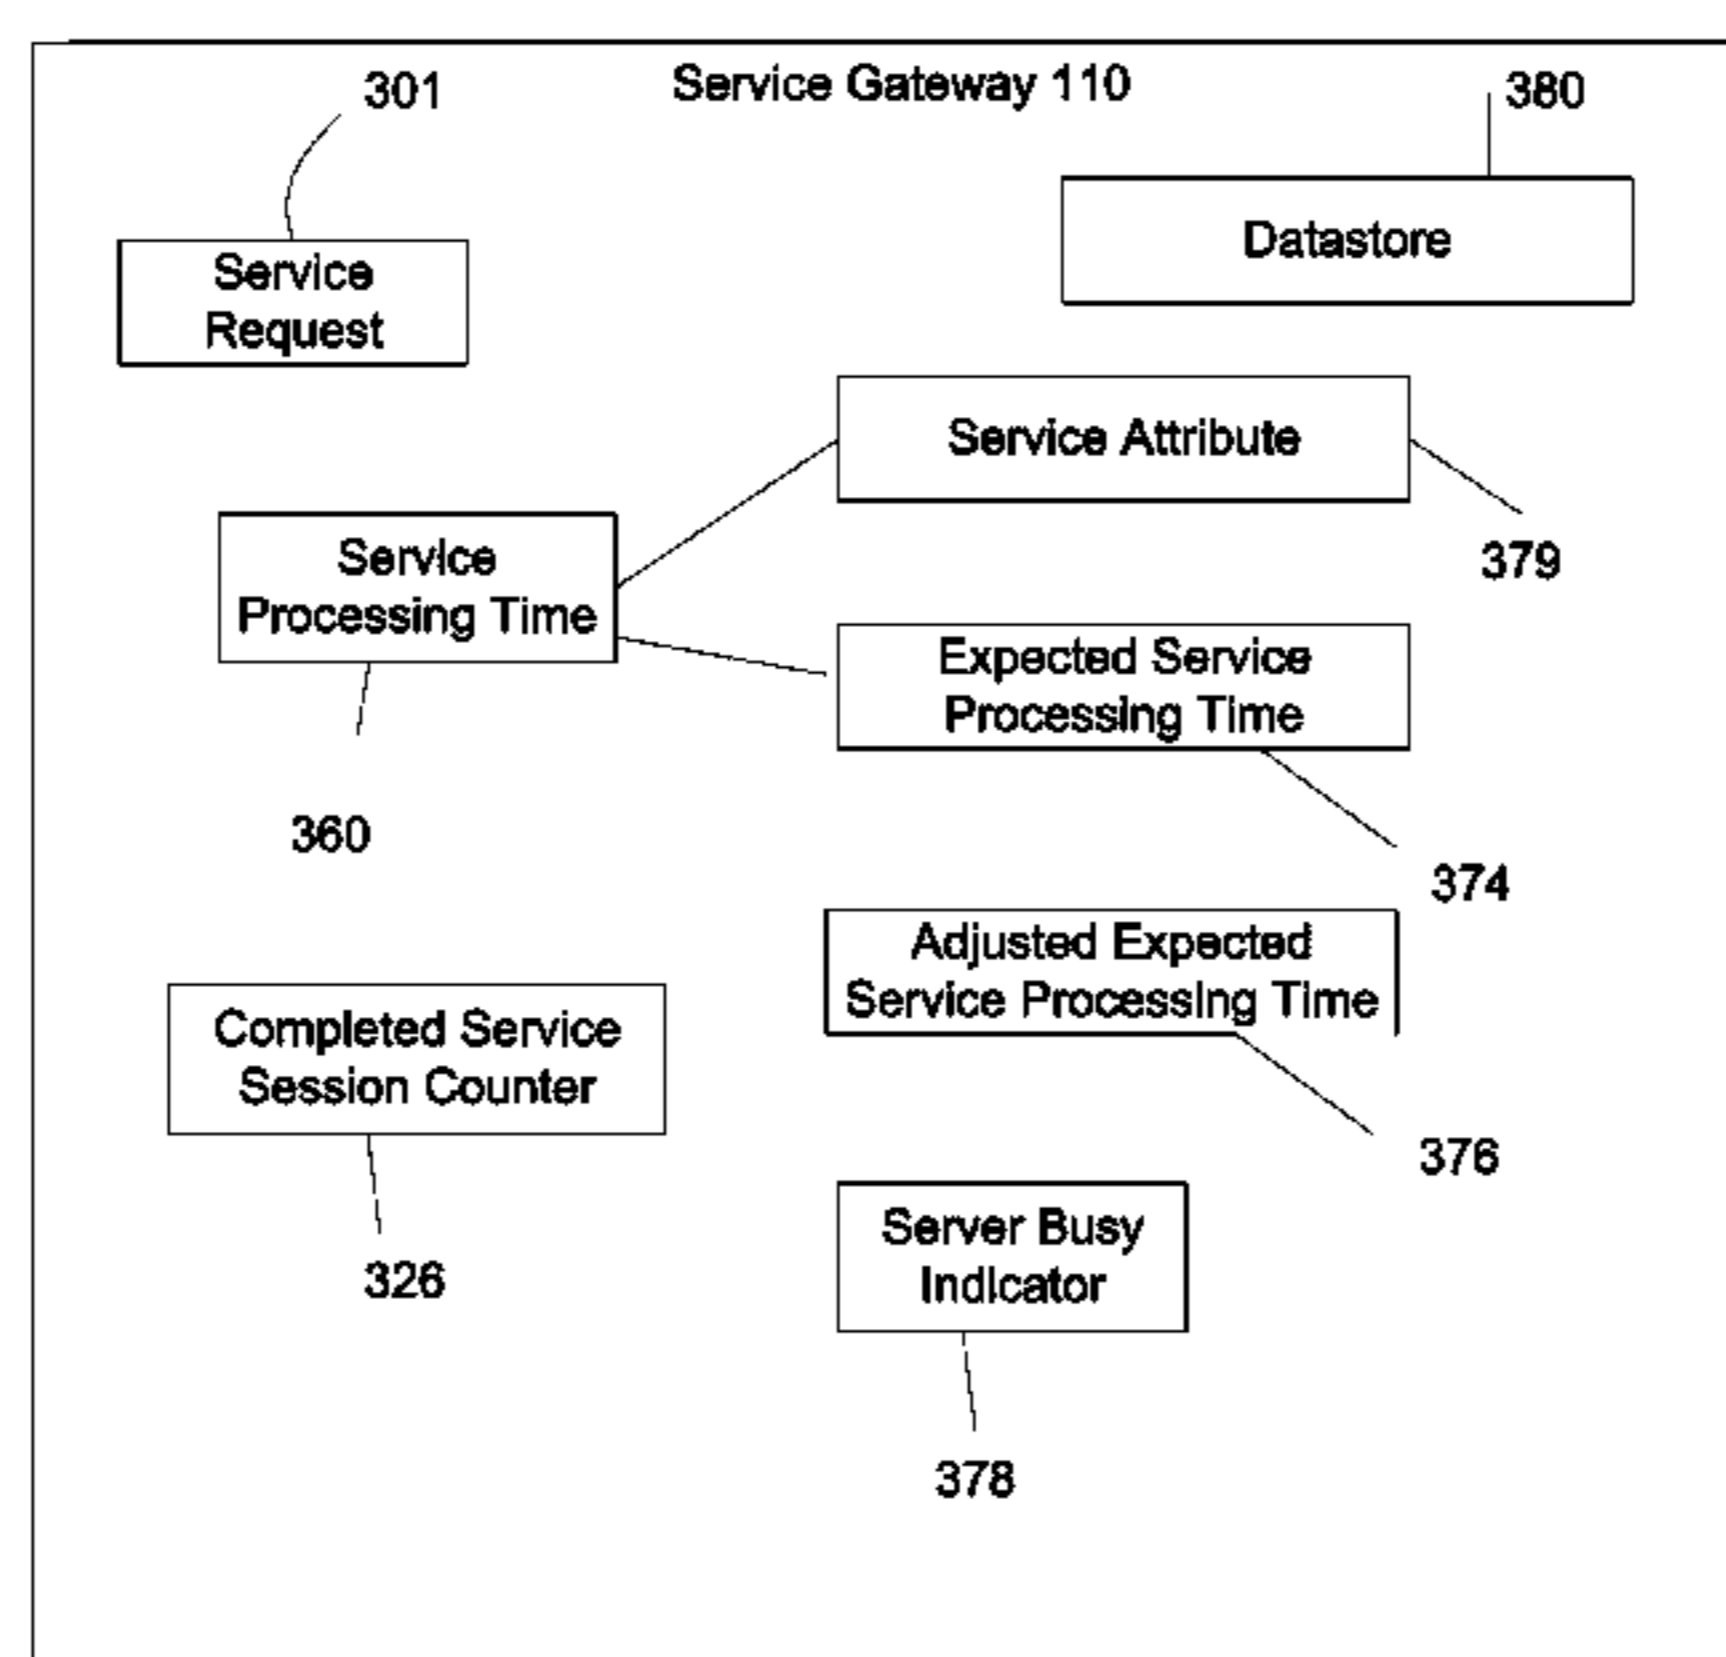 Service Gateway 110
301
380
Service
Request
Datastore
Service Attribute
379
Service
Processing Time
360
Expected Service
Processing Time
374
Adjusted Expected
Service Processing Time
376
Completed Service
Session Counter
326
Server Busy
Indicator
378